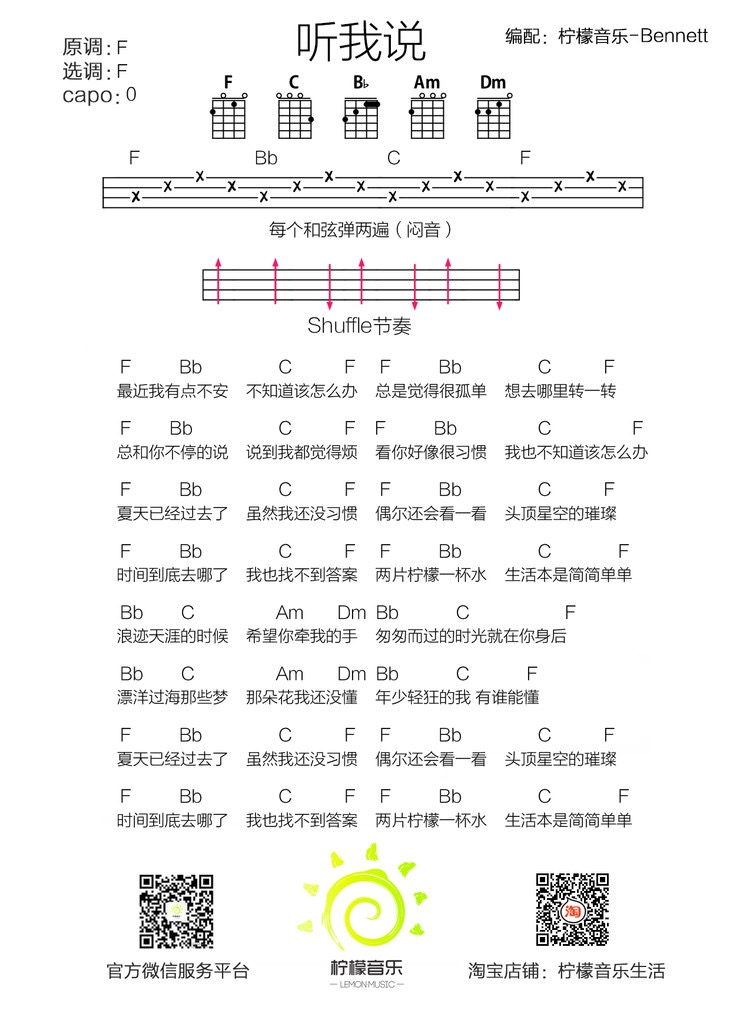 听我说
编配：柠檬音乐-Bennett
原调：F
选调：F
capo：0
F C B♭ Am Dm
F Bb C F
每个和弦弹两遍（闷音）
Shuffle节奏
F Bb C F F Bb C F
最近我有点不安 不知道该怎么办 总是觉得很孤单 想去哪里转一转
F Bb C F F Bb C F
总和你不停的说 说到我都觉得烦 看你好像很习惯 我也不知道该怎么办
F Bb C F F Bb C F
夏天已经过去了 虽然我还没习惯 偶尔还会看一看 头顶星空的璀璨
F Bb C F F Bb C F
时间到底去哪了 我也找不到答案 两片柠檬一杯水 生活本是简简单单
Bb C Am Dm Bb C F
浪迹天涯的时候 希望你牵我的手 匆匆而过的时光就在你身后
Bb C Am Dm Bb C F
漂洋过海那些梦 那朵花我还没懂 年少轻狂的我 有谁能懂
F Bb C F F Bb C F
夏天已经过去了 虽然我还没习惯 偶尔还会看一看 头顶星空的璀璨
F Bb C F F Bb C F
时间到底去哪了 我也找不到答案 两片柠檬一杯水 生活本是简简单单
淘
官方微信服务平台
柠檬音乐
LEMON MUSIC
淘宝店铺：柠檬音乐生活